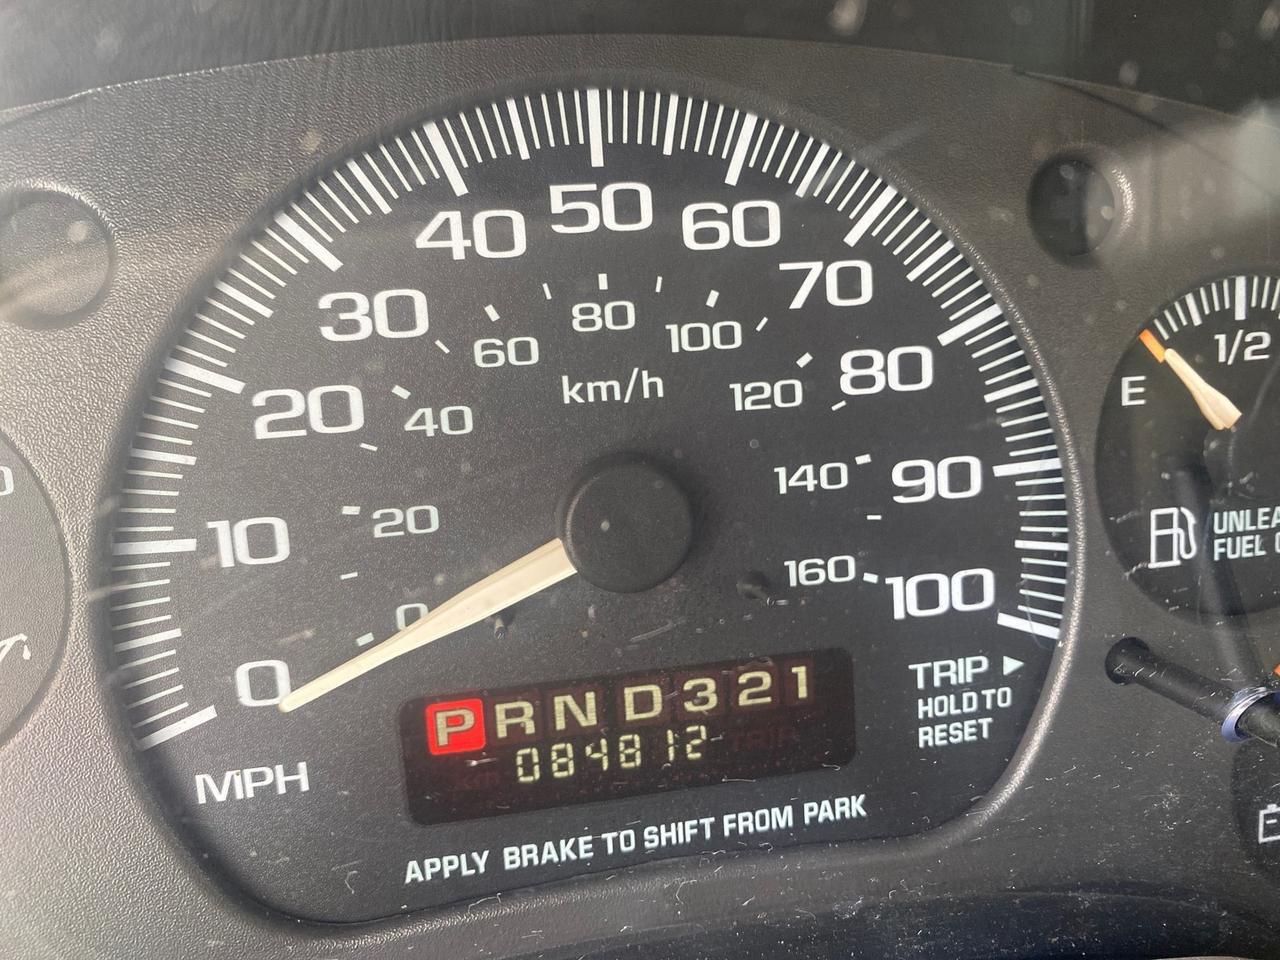 0 10 20 30 40 50 60 70 80 90 100
0 20 40 60 80 100 120 140 160
km/h
MPH
PRND321
084812
TRIP
HOLD TO
RESET
APPLY BRAKE TO SHIFT FROM PARK
E 1/2
FUEL